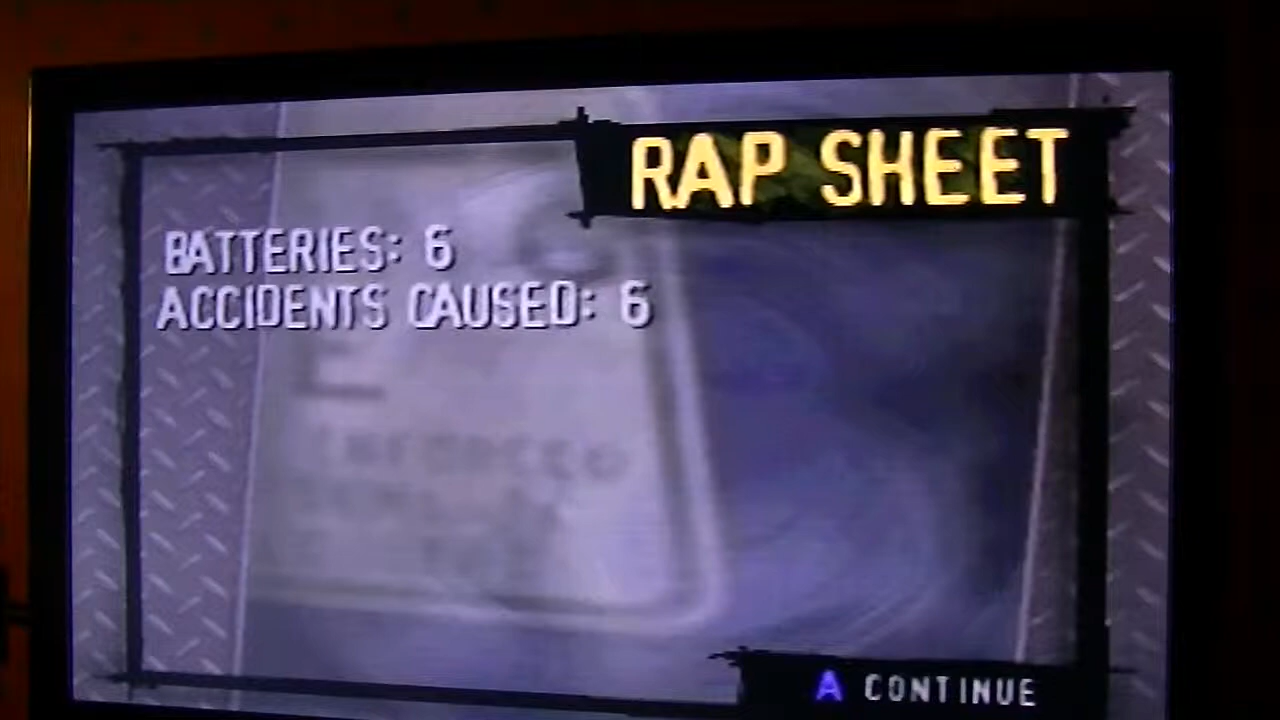 RAP SHEET
BATTERIES: 6
ACCIDENTS CAUSED: 6
A CONTINUE